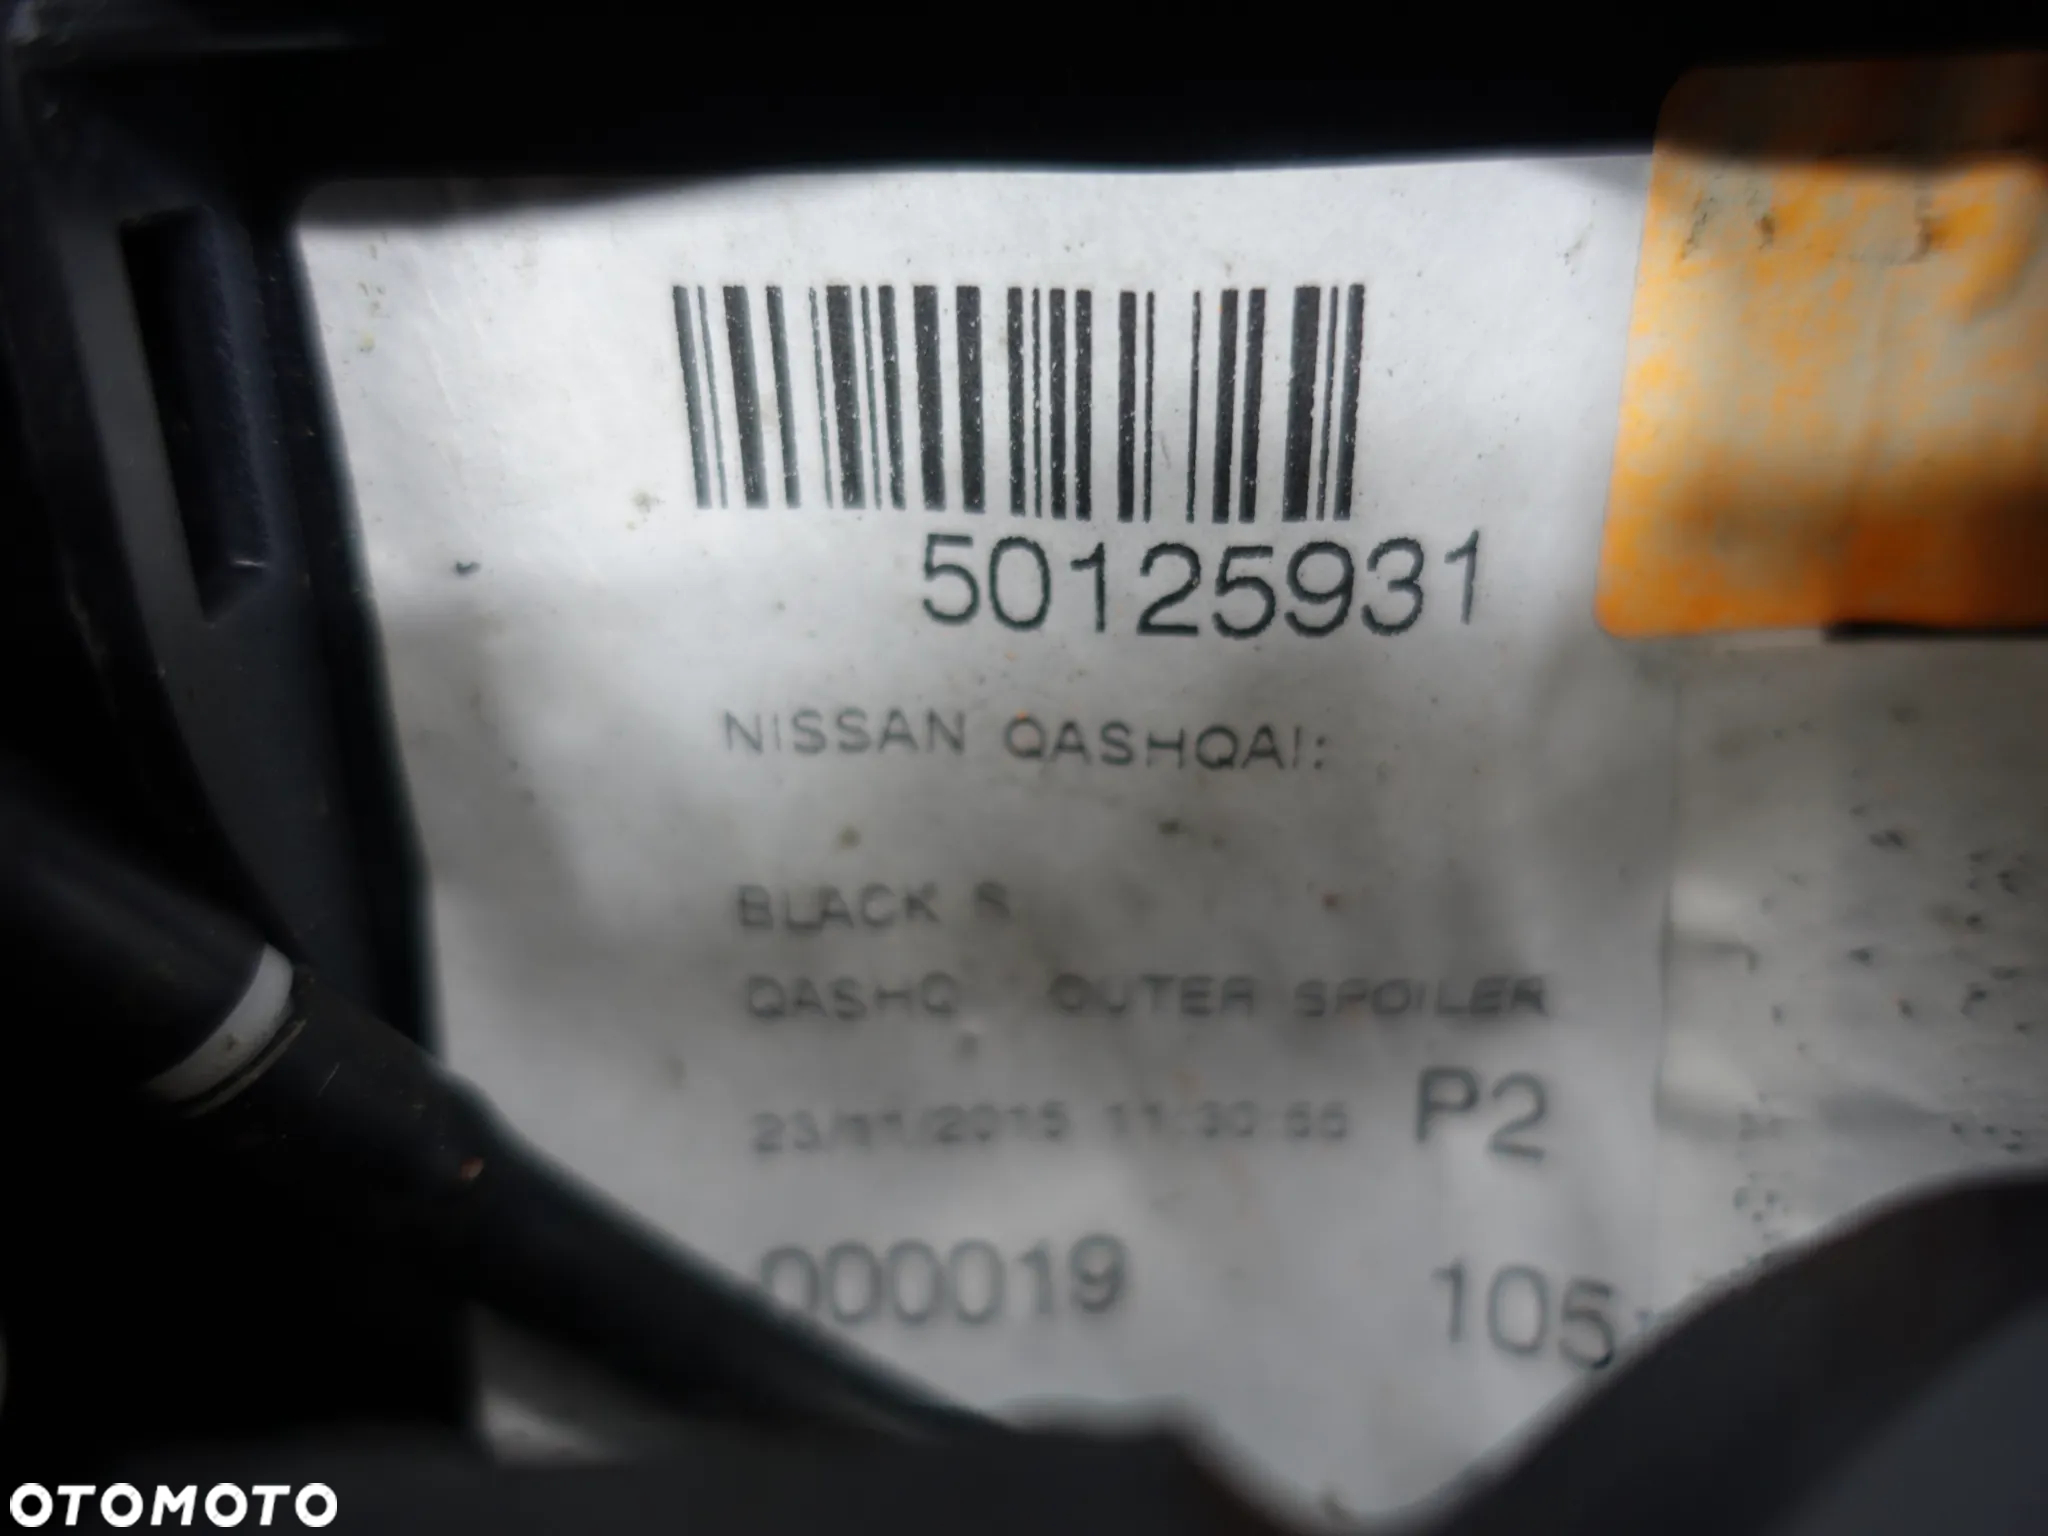 50125931
NISSAN QASHQAI:
BLACK S
QASHQ OUTER SPOILER
P2
000019
105
OTOMOTO